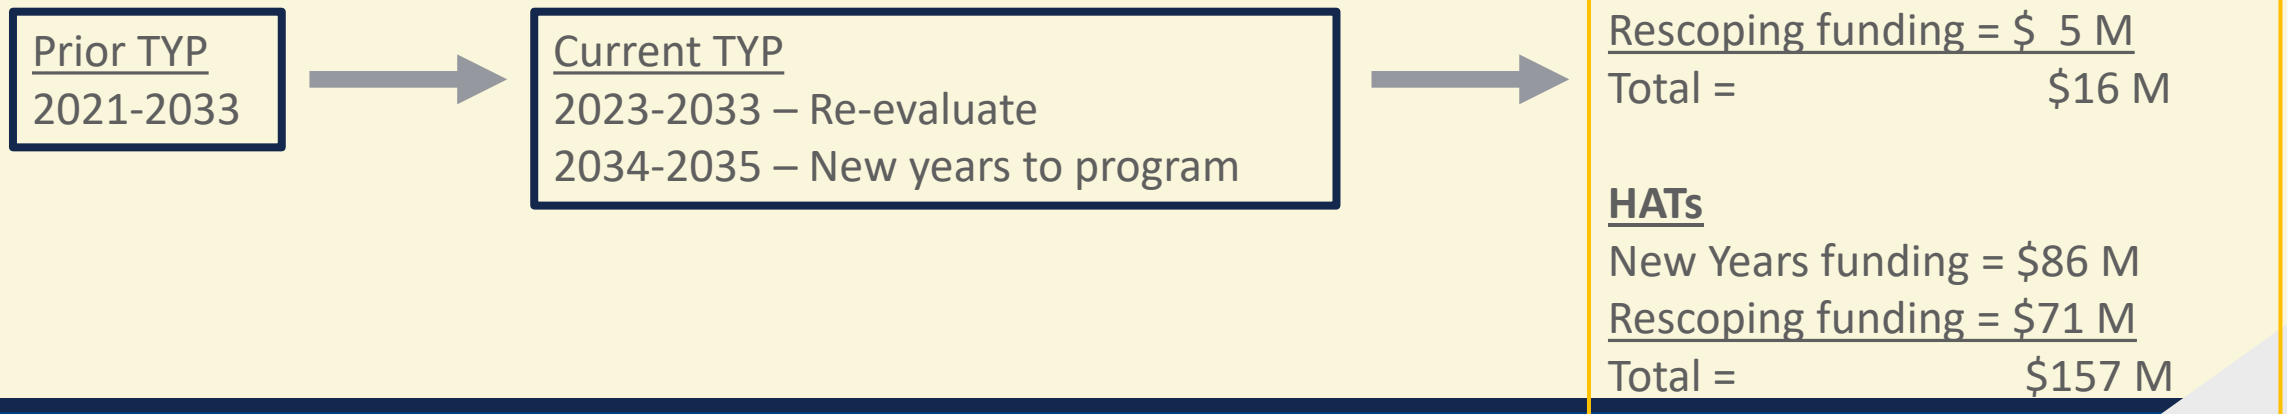 Prior TYP
2021-2033
Current TYP
2023-2033 – Re-evaluate
2034-2035 – New years to program
Rescoping funding = $ 5 M
Total = $16 M
HATs
New Years funding = $86 M
Rescoping funding = $71 M
Total = $157 M